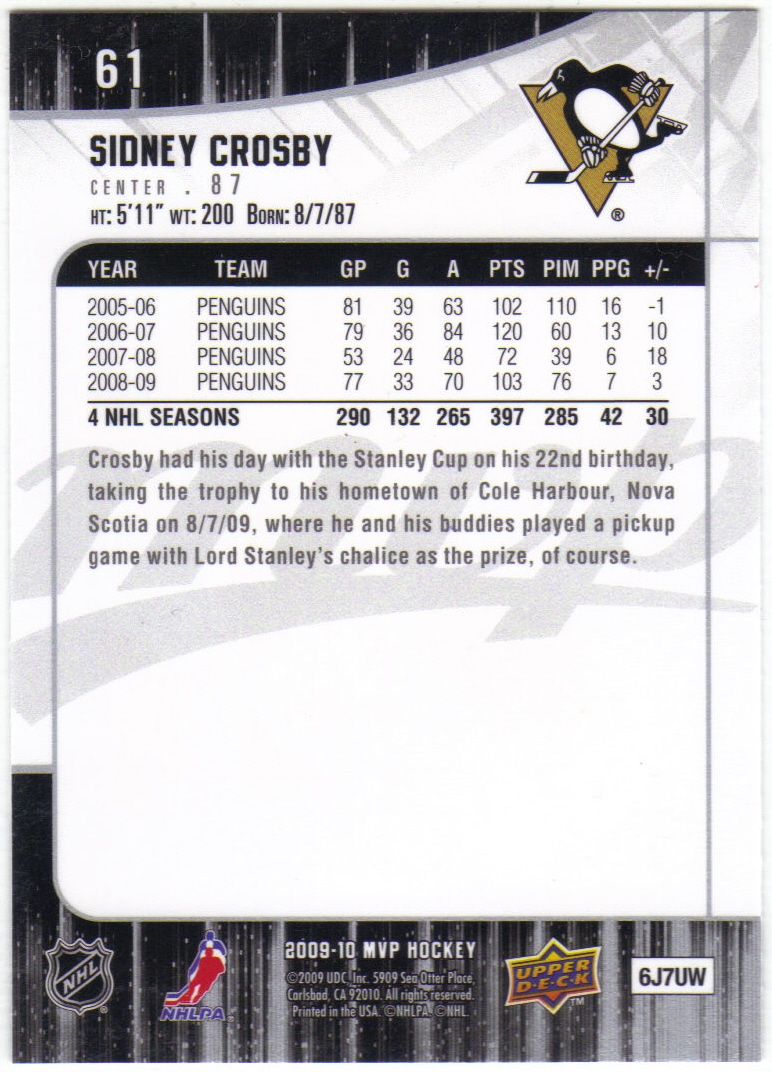 61
SIDNEY CROSBY
CENTER . 87
HT: 5'11" WT: 200 BORN: 8/7/87
®
YEAR TEAM GP G A PTS PIM PPG +/-
2005-06 PENGUINS 81 39 63 102 110 16 -1
2006-07 PENGUINS 79 36 84 120 60 13 10
2007-08 PENGUINS 53 24 48 72 39 6 18
2008-09 PENGUINS 77 33 70 103 76 7 3
4 NHL SEASONS 290 132 265 397 285 42 30
mvp
Crosby had his day with the Stanley Cup on his 22nd birthday,
taking the trophy to his hometown of Cole Harbour, Nova
Scotia on 8/7/09, where he and his buddies played a pickup
game with Lord Stanley's chalice as the prize, of course.
NHL ®
NHLPA
2009-10 MVP HOCKEY
©2009 UDC, Inc. 5909 Sea Otter Place,
Carlsbad, CA 92010. All rights reserved.
Printed in the USA. ©NHLPA. ©NHL.
UPPER
DECK TM
6J7UW